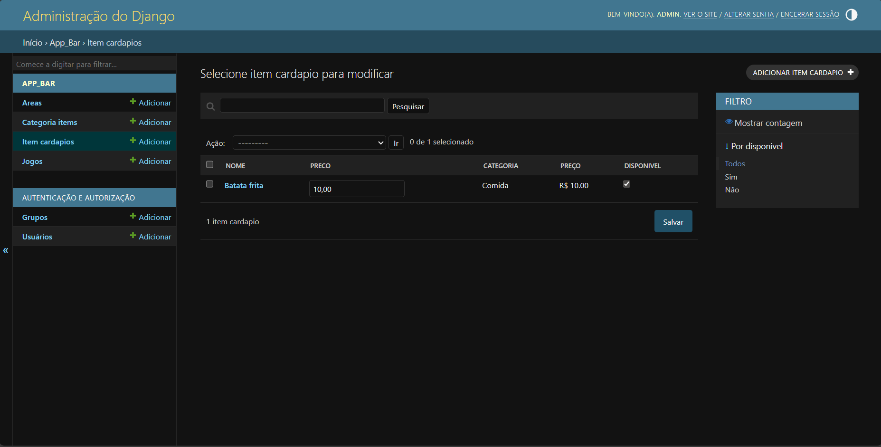 Administração do Django
BEM-VINDO(A), ADMIN. VER O SITE / ALTERAR SENHA / ENCERRAR SESSÃO
Início › App_Bar › Item cardapios
Comece a digitar para filtrar...
APP_BAR
Areas + Adicionar
Categoria items + Adicionar
Item cardapios + Adicionar
Jogos + Adicionar
AUTENTICAÇÃO E AUTORIZAÇÃO
Grupos + Adicionar
Usuários + Adicionar
«
Selecione item cardapio para modificar
ADICIONAR ITEM CARDAPIO +
Pesquisar
Ação: --------- Ir 0 de 1 selecionado
NOME PRECO CATEGORIA PREÇO DISPONIVEL
Batata frita 10,00 Comida R$ 10.00
1 item cardapio
Salvar
FILTRO
Mostrar contagem
↓ Por disponivel
Todos
Sim
Não